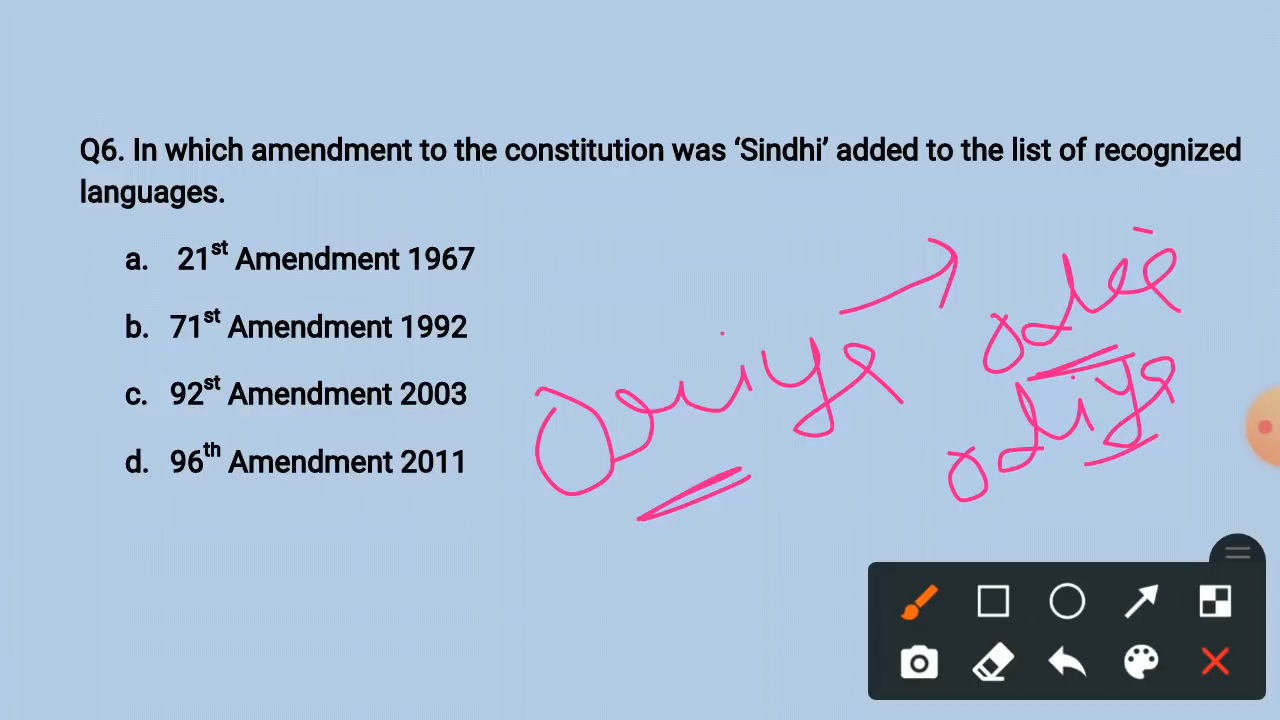 Q6. In which amendment to the constitution was ‘Sindhi’ added to the list of recognized
languages.
a. 21st Amendment 1967
b. 71st Amendment 1992
c. 92st Amendment 2003
d. 96th Amendment 2011
Oriya
odia
odiya